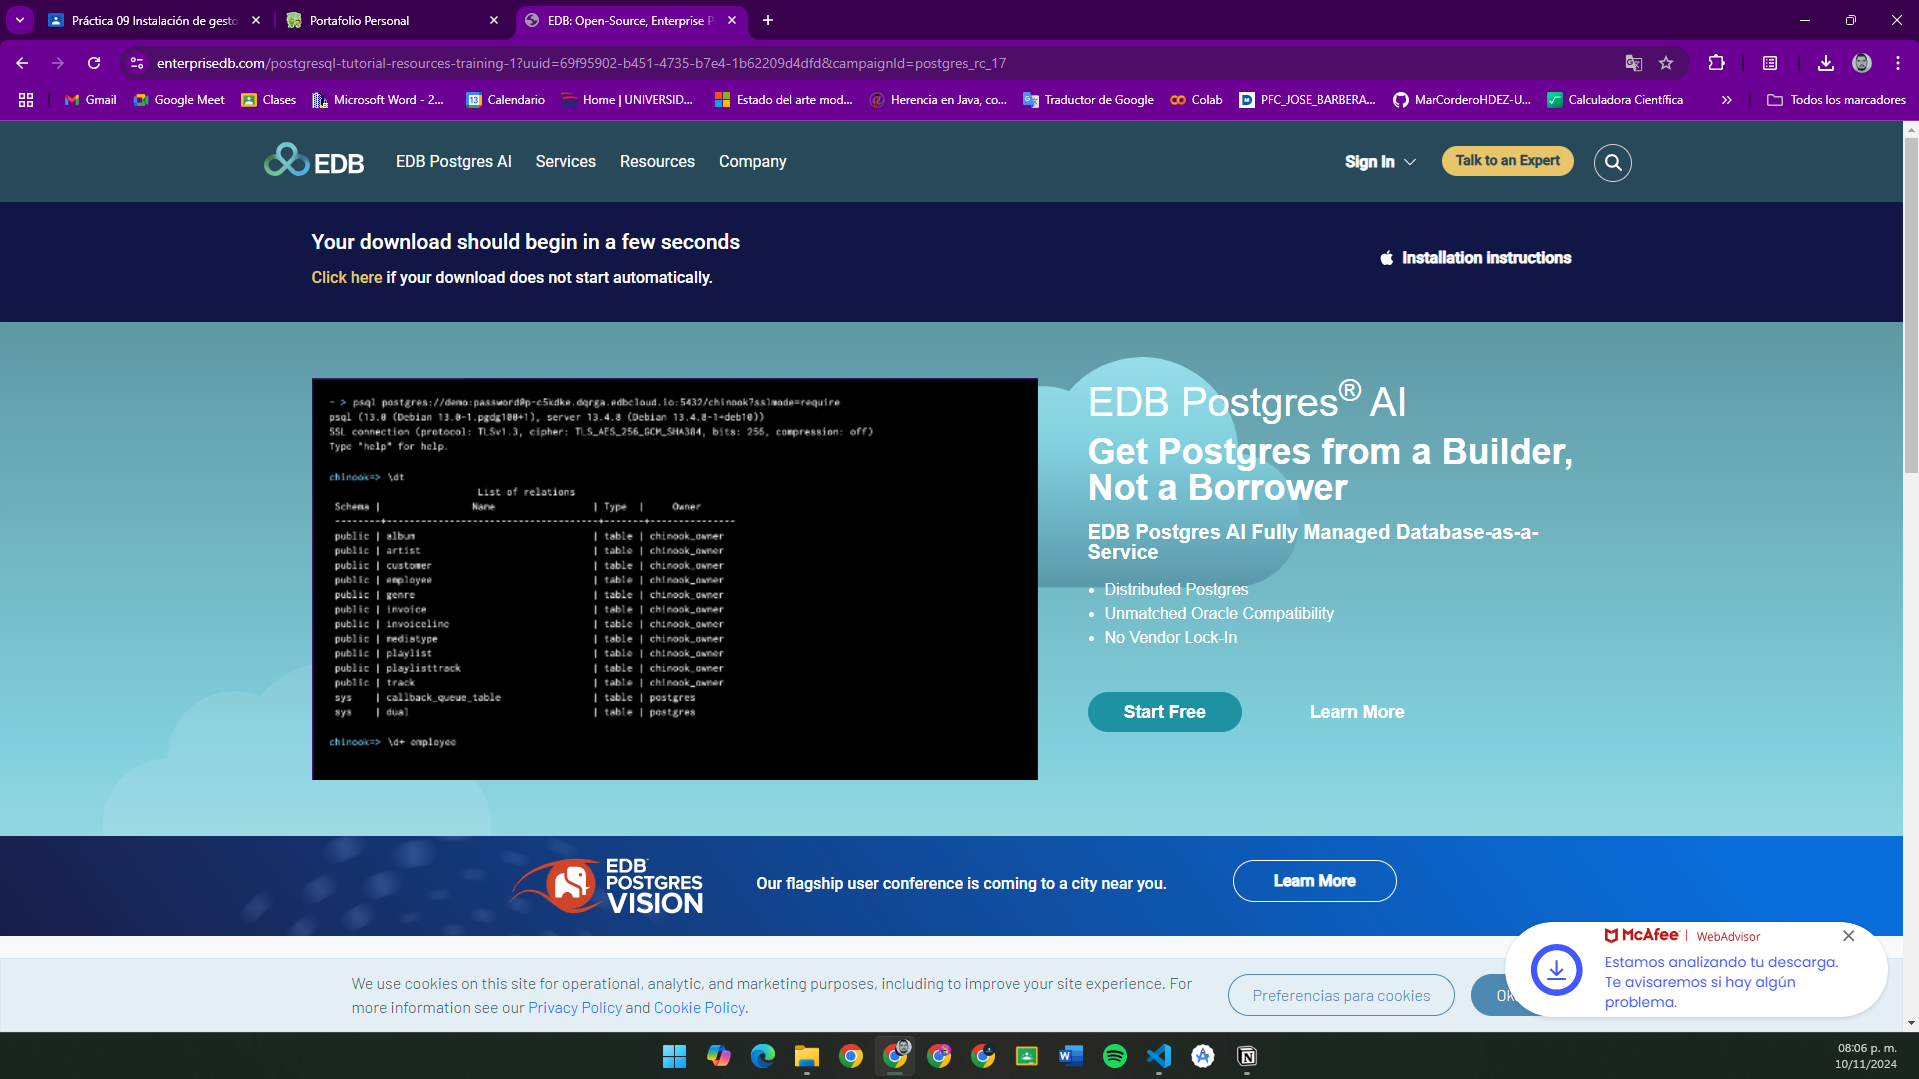 Práctica 09 Instalación de gesto
Portafolio Personal
EDB: Open-Source, Enterprise P
enterprisedb.com/postgresql-tutorial-resources-training-1?uuid=69f95902-b451-4735-b7e4-1b62209d4dfd&campaignId=postgres_rc_17
Gmail
Google Meet
Clases
Microsoft Word - 2...
Calendario
Home | UNIVERSID...
Estado del arte mod...
Herencia en Java, co...
Traductor de Google
Colab
PFC_JOSE_BARBERA...
MarCorderoHDEZ-U...
Calculadora Científica
Todos los marcadores
EDB
EDB Postgres AI
Services
Resources
Company
Sign In
Talk to an Expert
Your download should begin in a few seconds
Click here if your download does not start automatically.
Installation instructions
~ > psql postgres://demo:password@p-c5kdke.dqrga.edbcloud.io:5432/chinook?sslmode=require
psql (13.0 (Debian 13.0-1.pgdg100+1), server 13.4.8 (Debian 13.4.8-1+deb10))
SSL connection (protocol: TLSv1.3, cipher: TLS_AES_256_GCM_SHA384, bits: 256, compression: off)
Type "help" for help.
chinook=> \dt
List of relations
Schema | Name | Type | Owner
--------+--------------------------------------+-------+---------------
public | album | table | chinook_owner
public | artist | table | chinook_owner
public | customer | table | chinook_owner
public | employee | table | chinook_owner
public | genre | table | chinook_owner
public | invoice | table | chinook_owner
public | invoiceline | table | chinook_owner
public | mediatype | table | chinook_owner
public | playlist | table | chinook_owner
public | playlisttrack | table | chinook_owner
public | track | table | chinook_owner
sys | callback_queue_table | table | postgres
sys | dual | table | postgres
chinook=> \d+ employee
EDB Postgres® AI
Get Postgres from a Builder,
Not a Borrower
EDB Postgres AI Fully Managed Database-as-a-
Service
• Distributed Postgres
• Unmatched Oracle Compatibility
• No Vendor Lock-In
Start Free
Learn More
EDB
POSTGRES
VISION
Our flagship user conference is coming to a city near you.
Learn More
We use cookies on this site for operational, analytic, and marketing purposes, including to improve your site experience. For
more information see our Privacy Policy and Cookie Policy.
Preferencias para cookies
McAfee | WebAdvisor
Estamos analizando tu descarga.
Te avisaremos si hay algún
problema.
08:06 p. m.
10/11/2024